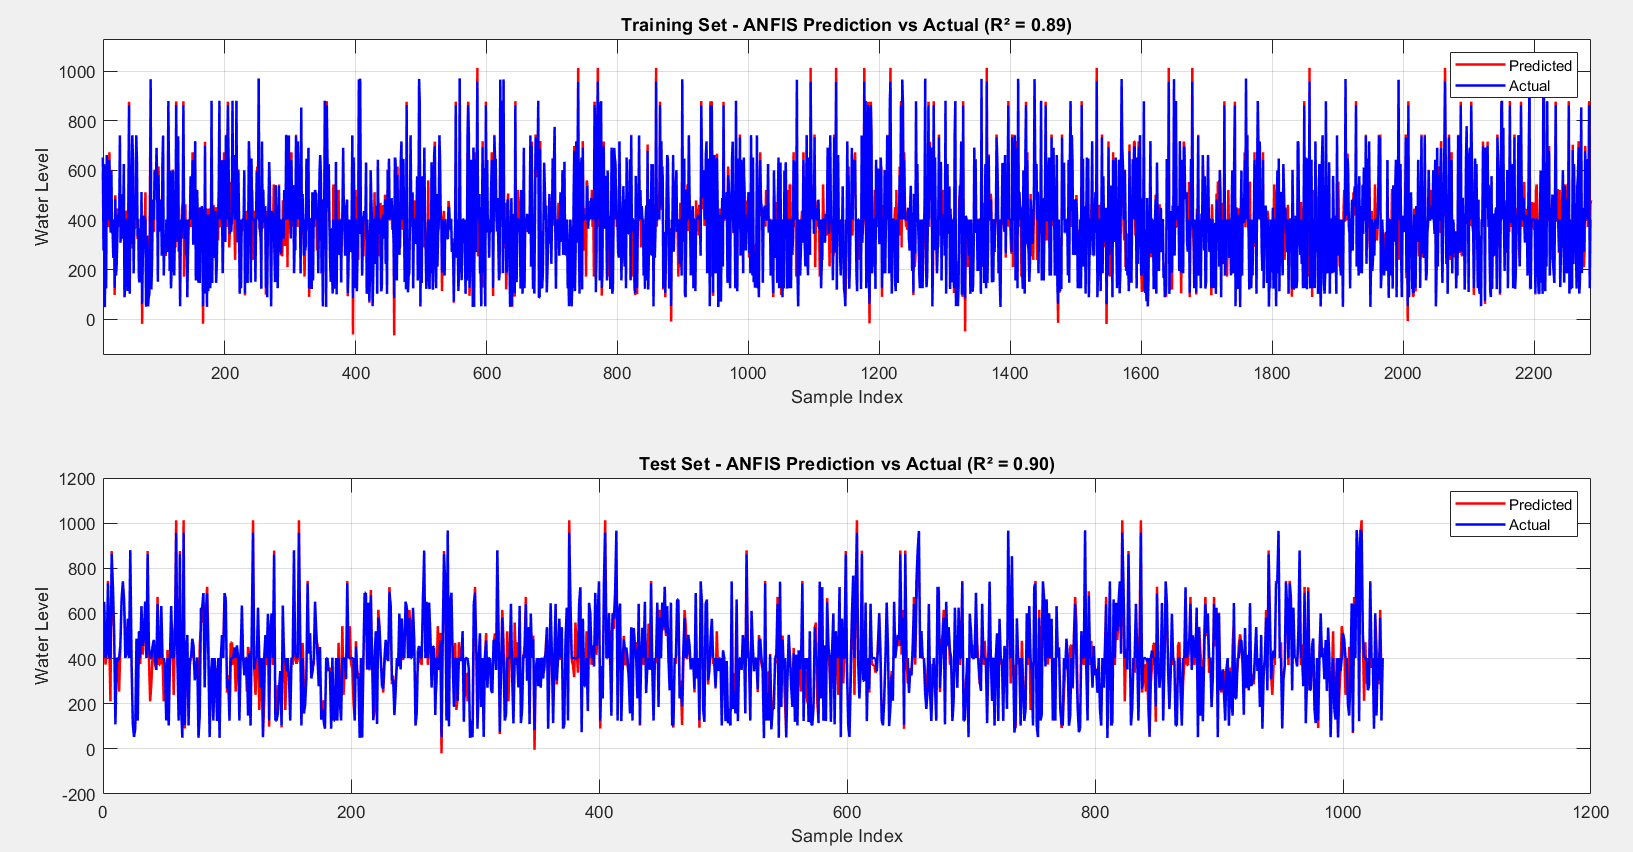 Training Set - ANFIS Prediction vs Actual (R² = 0.89)
1000
800
600
400
200
0
Water Level
Predicted
Actual
200 400 600 800 1000 1200 1400 1600 1800 2000 2200
Sample Index
Test Set - ANFIS Prediction vs Actual (R² = 0.90)
1200
1000
800
600
400
200
0
-200
Water Level
Predicted
Actual
0 200 400 600 800 1000 1200
Sample Index